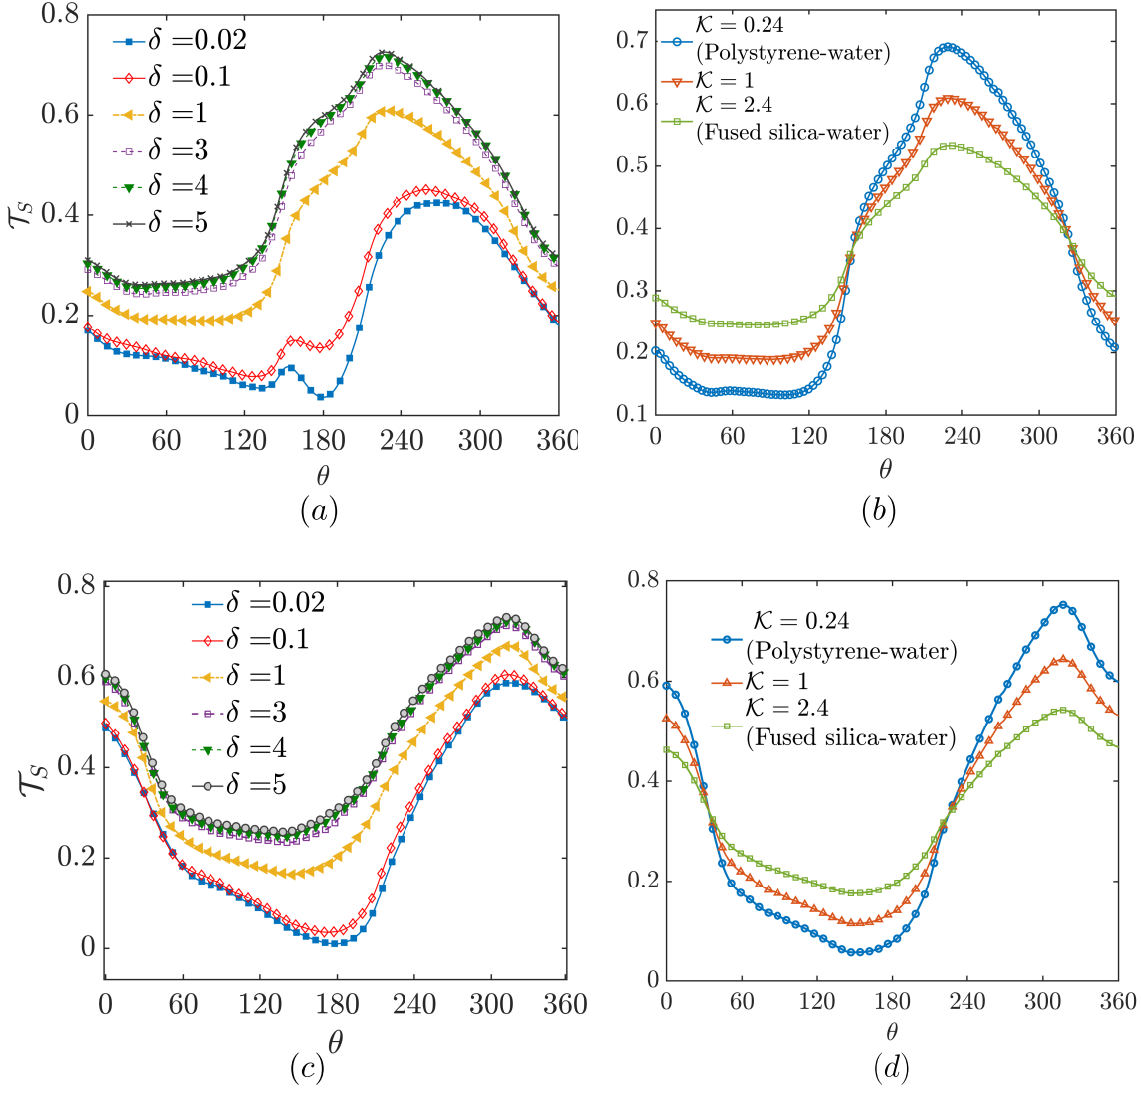 0.8
0.6
0.4
0.2
0
𝒯_S
δ =0.02
δ =0.1
δ =1
δ =3
δ =4
δ =5
0 60 120 180 240 300 360
θ
(a)
0.7
0.6
0.5
0.4
0.3
0.2
0.1
𝒦 = 0.24
(Polystyrene-water)
𝒦 = 1
𝒦 = 2.4
(Fused silica-water)
0 60 120 180 240 300 360
θ
(b)
0.8
0.6
0.4
0.2
0
𝒯_S
δ =0.02
δ =0.1
δ =1
δ =3
δ =4
δ =5
0 60 120 180 240 300 360
θ
(c)
0.8
0.6
0.4
0.2
0
𝒦 = 0.24
(Polystyrene-water)
𝒦 = 1
𝒦 = 2.4
(Fused silica-water)
0 60 120 180 240 300 360
θ
(d)